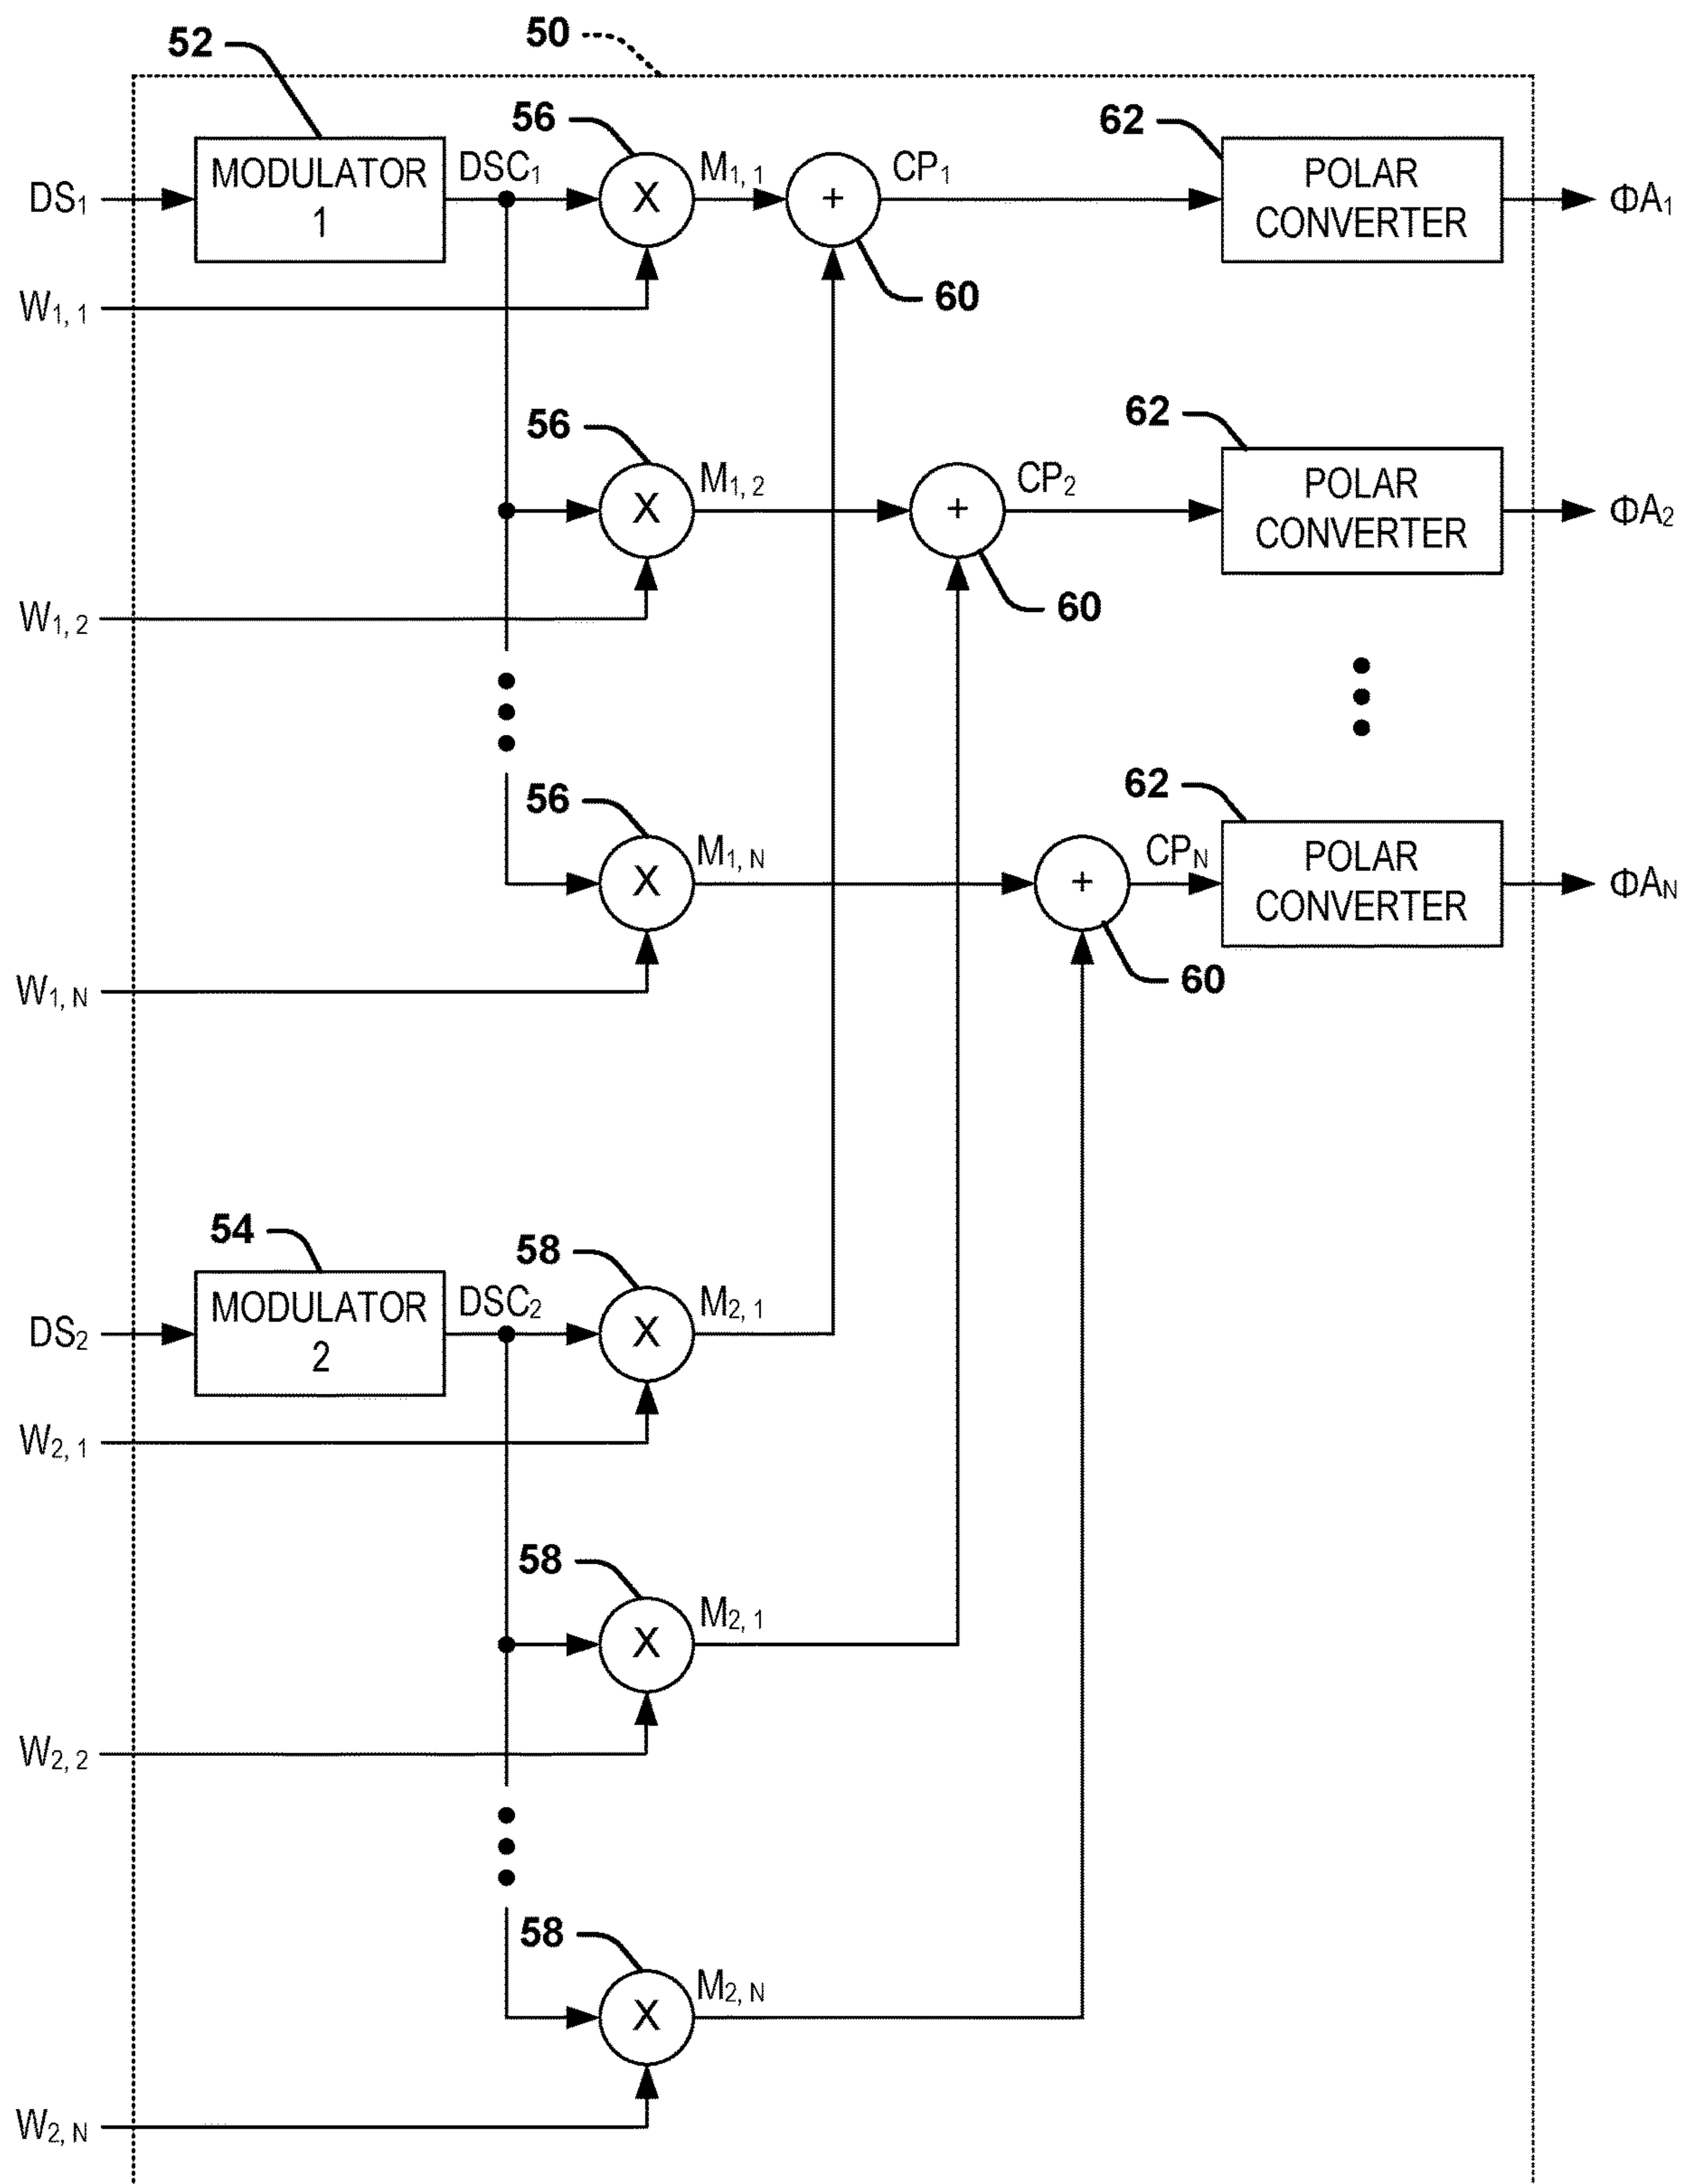 50
52
56
62
MODULATOR
1
DSC1
X
M1, 1
+
CP1
POLAR
CONVERTER
DS1
ΦA1
W1, 1
60
56
62
X
M1, 2
+
CP2
POLAR
CONVERTER
ΦA2
W1, 2
60
56
62
X
M1, N
+
CPN
POLAR
CONVERTER
ΦAN
W1, N
60
54
58
MODULATOR
2
DSC2
X
M2, 1
DS2
W2, 1
58
X
M2, 1
W2, 2
58
X
M2, N
W2, N